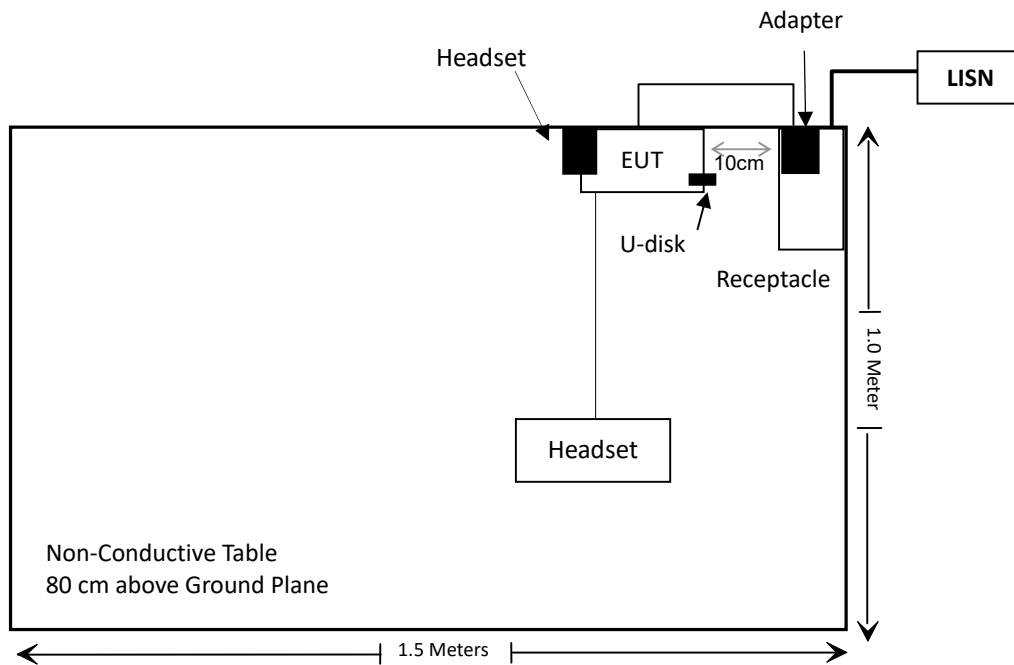 Adapter
Headset
LISN
EUT
10cm
U-disk
Receptacle
1.0 Meter
Headset
Non-Conductive Table
80 cm above Ground Plane
1.5 Meters